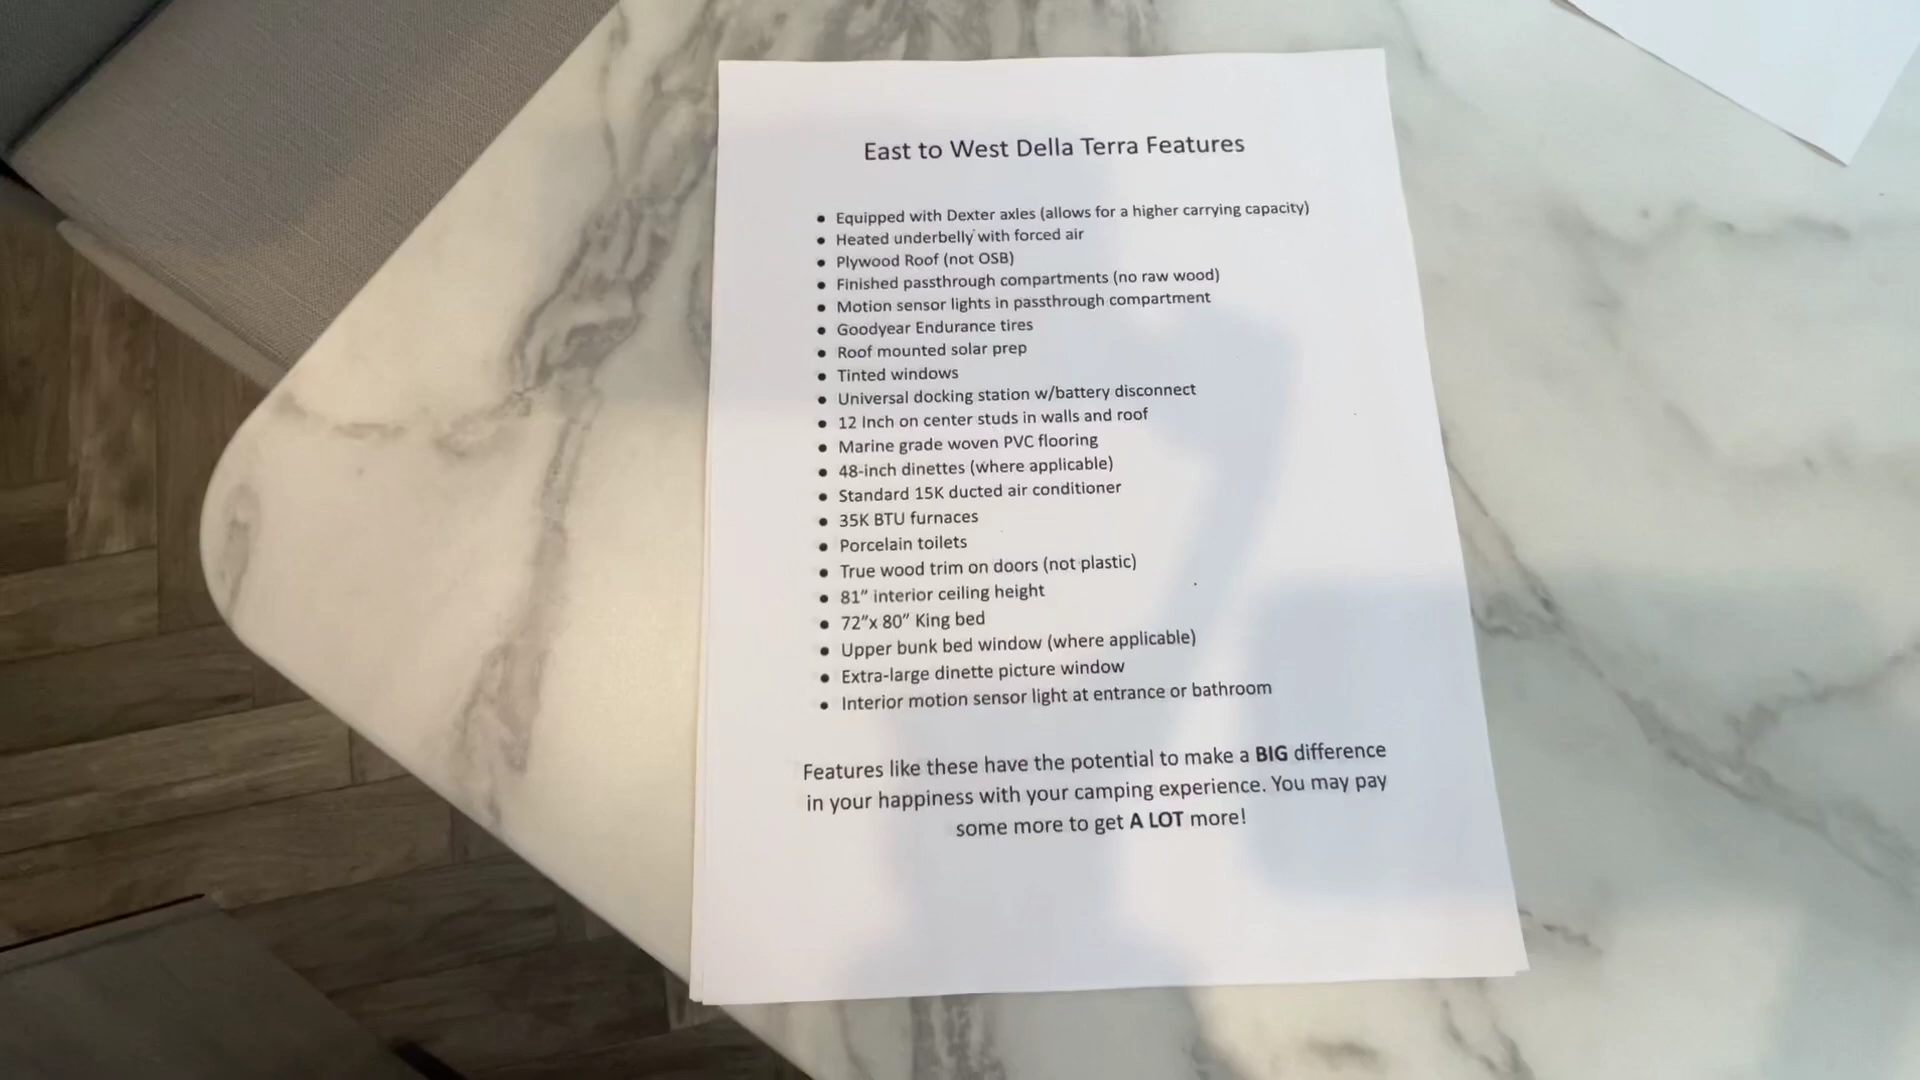 East to West Della Terra Features
• Equipped with Dexter axles (allows for a higher carrying capacity)
• Heated underbelly with forced air
• Plywood Roof (not OSB)
• Finished passthrough compartments (no raw wood)
• Motion sensor lights in passthrough compartment
• Goodyear Endurance tires
• Roof mounted solar prep
• Tinted windows
• Universal docking station w/battery disconnect
• 12 Inch on center studs in walls and roof
• Marine grade woven PVC flooring
• 48-inch dinettes (where applicable)
• Standard 15K ducted air conditioner
• 35K BTU furnaces
• Porcelain toilets
• True wood trim on doors (not plastic)
• 81” interior ceiling height
• 72”x 80” King bed
• Upper bunk bed window (where applicable)
• Extra-large dinette picture window
• Interior motion sensor light at entrance or bathroom
Features like these have the potential to make a BIG difference
in your happiness with your camping experience. You may pay
some more to get A LOT more!